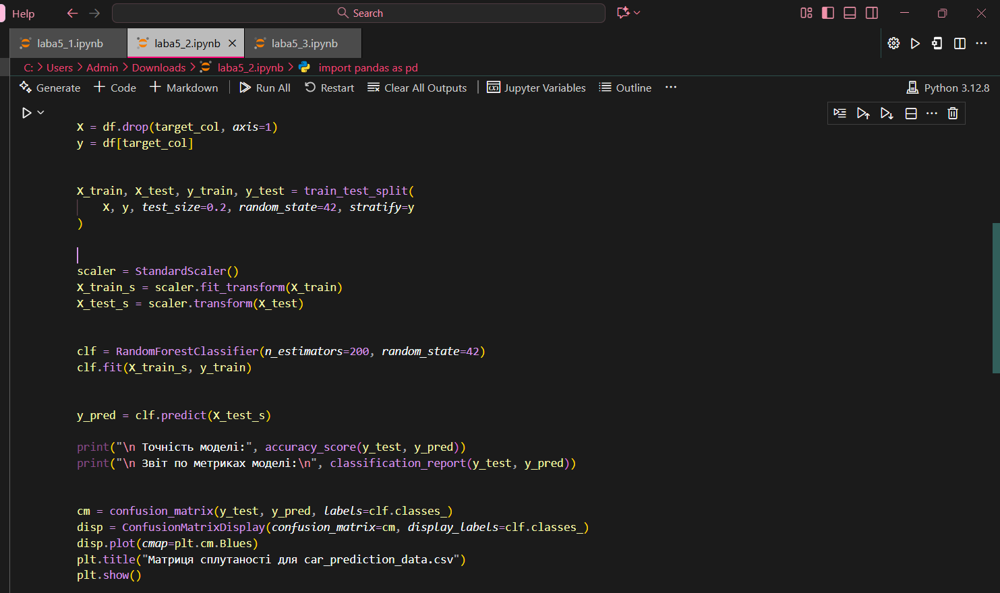 Help
Search
laba5_1.ipynb
laba5_2.ipynb
laba5_3.ipynb
C: > Users > Admin > Downloads > laba5_2.ipynb > import pandas as pd
Generate + Code + Markdown Run All Restart Clear All Outputs Jupyter Variables Outline ... Python 3.12.8
X = df.drop(target_col, axis=1)
y = df[target_col]
X_train, X_test, y_train, y_test = train_test_split(
    X, y, test_size=0.2, random_state=42, stratify=y
)
scaler = StandardScaler()
X_train_s = scaler.fit_transform(X_train)
X_test_s = scaler.transform(X_test)
clf = RandomForestClassifier(n_estimators=200, random_state=42)
clf.fit(X_train_s, y_train)
y_pred = clf.predict(X_test_s)
print("\n Точність моделі:", accuracy_score(y_test, y_pred))
print("\n Звіт по метриках моделі:\n", classification_report(y_test, y_pred))
cm = confusion_matrix(y_test, y_pred, labels=clf.classes_)
disp = ConfusionMatrixDisplay(confusion_matrix=cm, display_labels=clf.classes_)
disp.plot(cmap=plt.cm.Blues)
plt.title("Матриця сплутаності для car_prediction_data.csv")
plt.show()